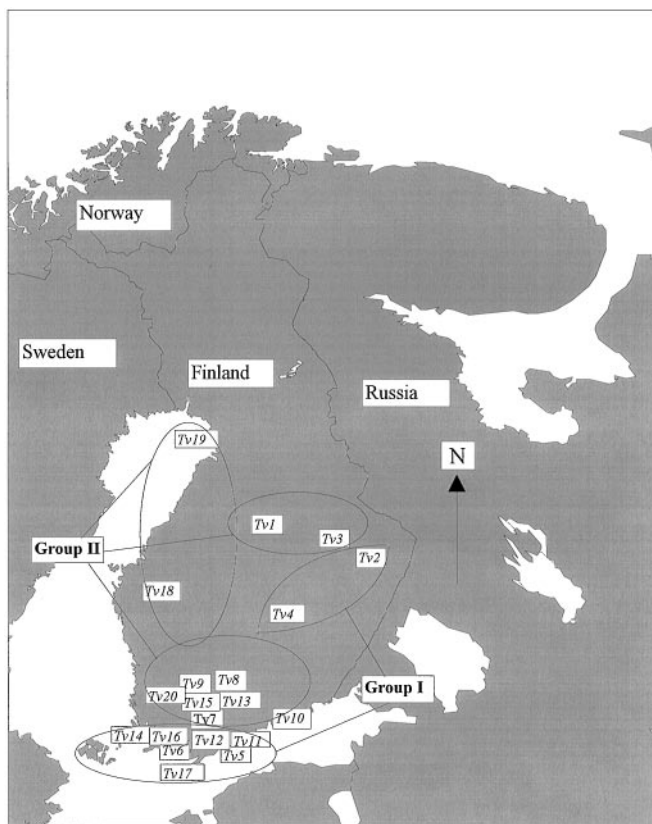 Norway
Sweden
Finland
Russia
Tv19
N
Tv1
Tv3
Group II
Tv2
Tv18
Tv4
Tv9
Tv8
Group I
Tv20
Tv15
Tv13
Tv7
Tv10
Tv14
Tv16
Tv12
Tv11
Tv6
Tv5
Tv17